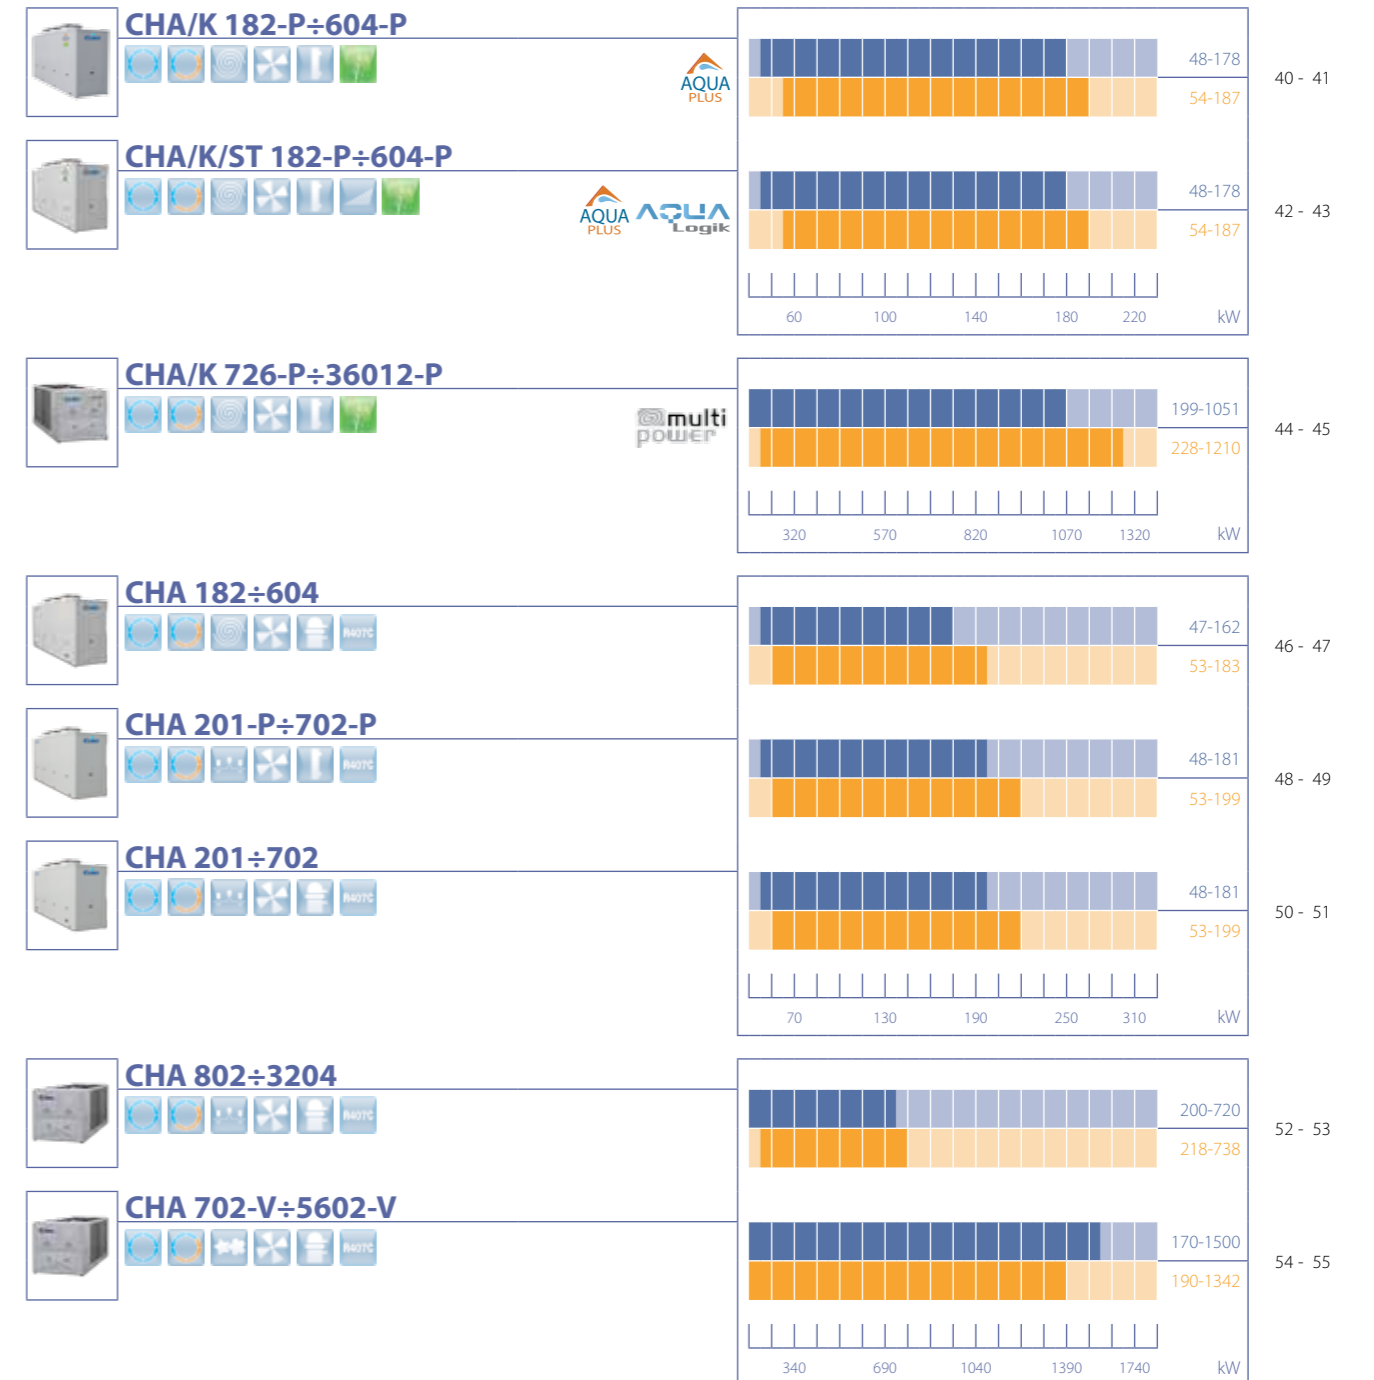 CHA/K 182-P÷604-P
AQUA
PLUS
48-178
54-187
40 - 41
CHA/K/ST 182-P÷604-P
AQUA
PLUS
AQUA
Logik
48-178
54-187
42 - 43
60 100 140 180 220 kW
CHA/K 726-P÷36012-P
multi
power
199-1051
228-1210
44 - 45
320 570 820 1070 1320 kW
CHA 182÷604
R407C
47-162
53-183
46 - 47
CHA 201-P÷702-P
R407C
48-181
53-199
48 - 49
CHA 201÷702
R407C
48-181
53-199
50 - 51
70 130 190 250 310 kW
CHA 802÷3204
R407C
200-720
218-738
52 - 53
CHA 702-V÷5602-V
R407C
170-1500
190-1342
54 - 55
340 690 1040 1390 1740 kW